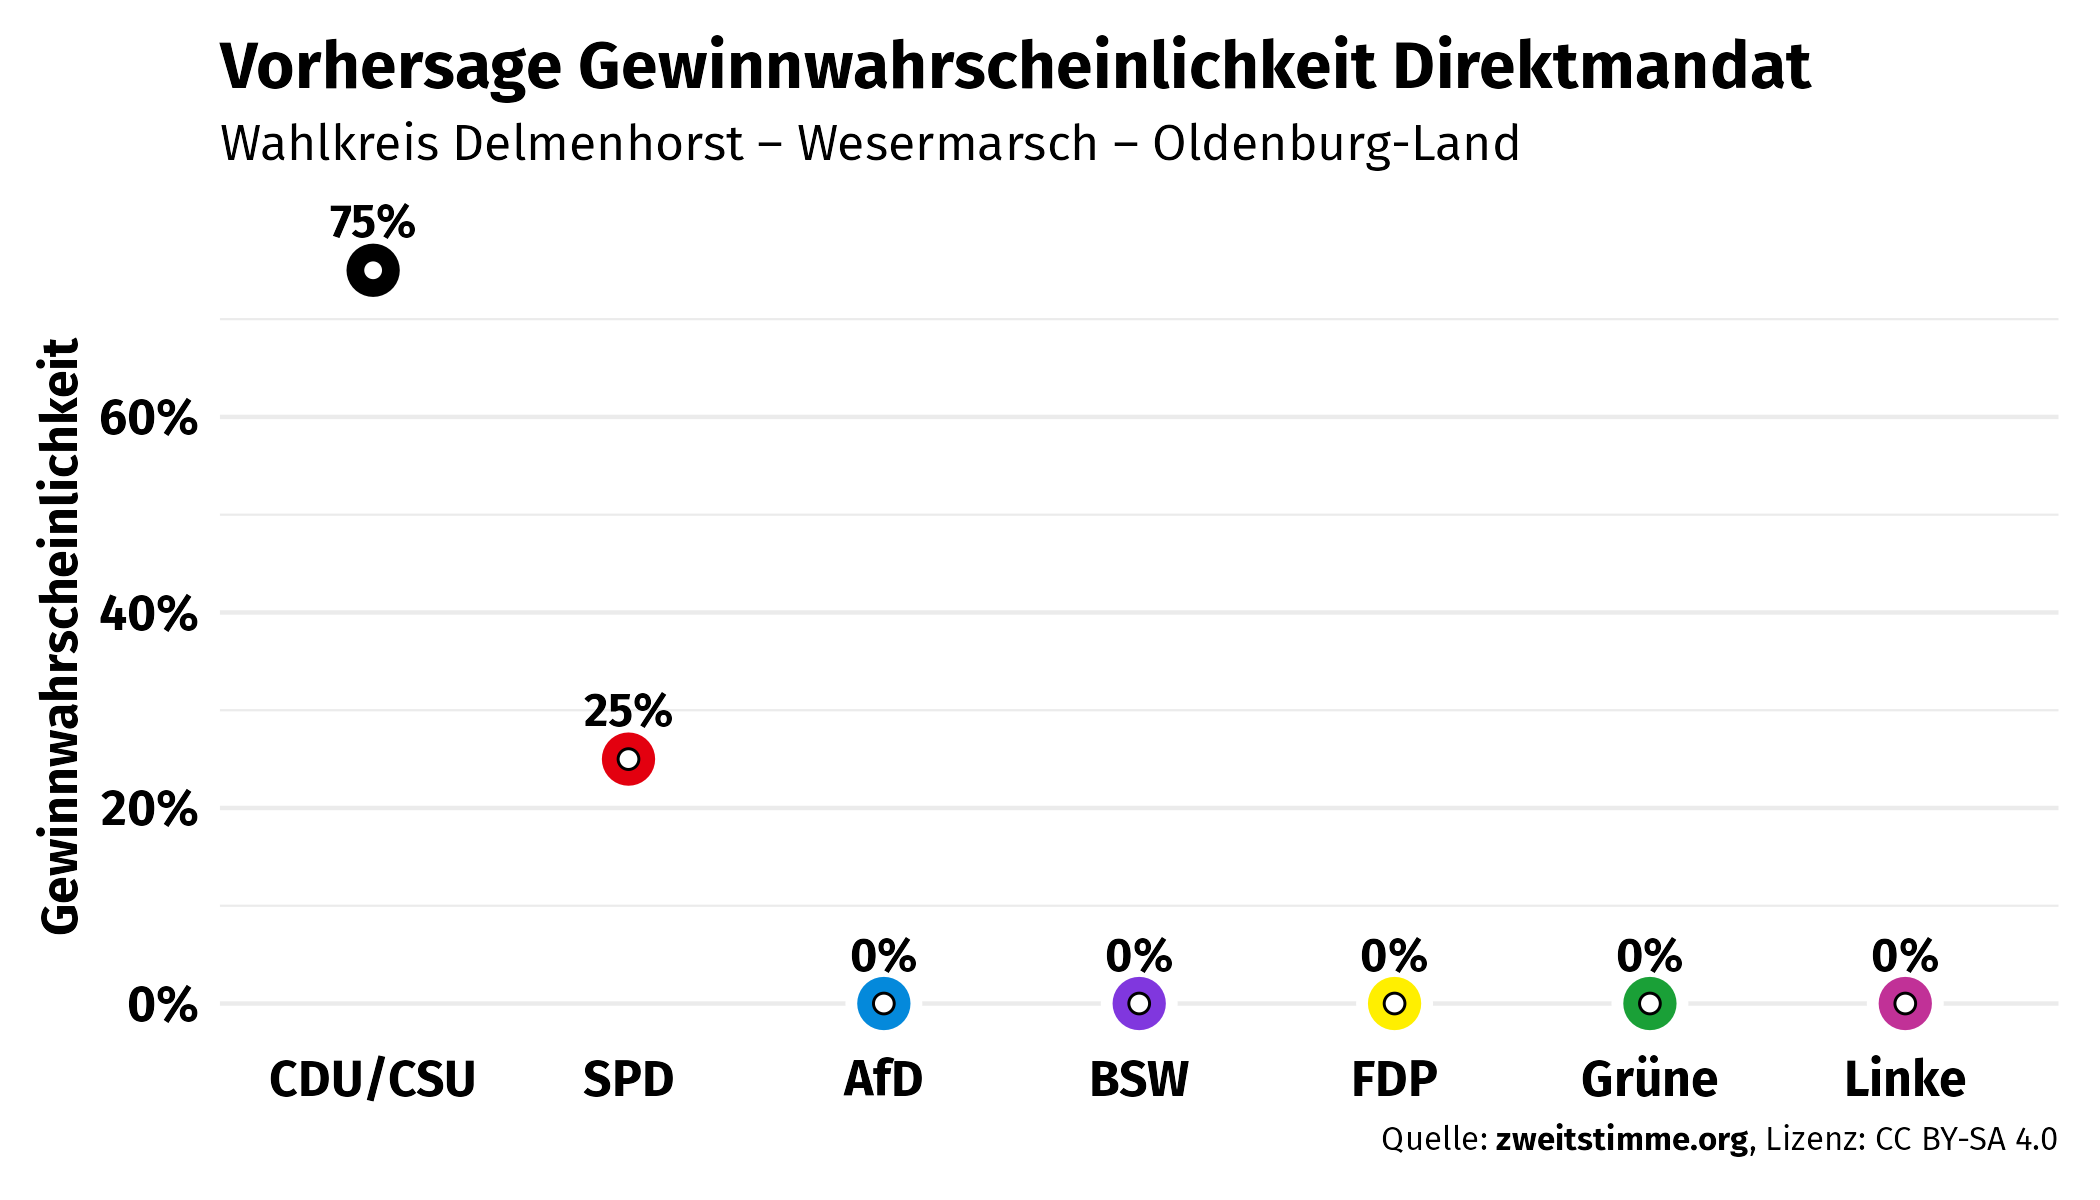 Vorhersage Gewinnwahrscheinlichkeit Direktmandat
Wahlkreis Delmenhorst – Wesermarsch – Oldenburg-Land
75%
Gewinnwahrscheinlichkeit
60%
40%
25%
20%
0% 0% 0% 0% 0%
0%
CDU/CSU SPD AfD BSW FDP Grüne Linke
Quelle: zweitstimme.org, Lizenz: CC BY-SA 4.0